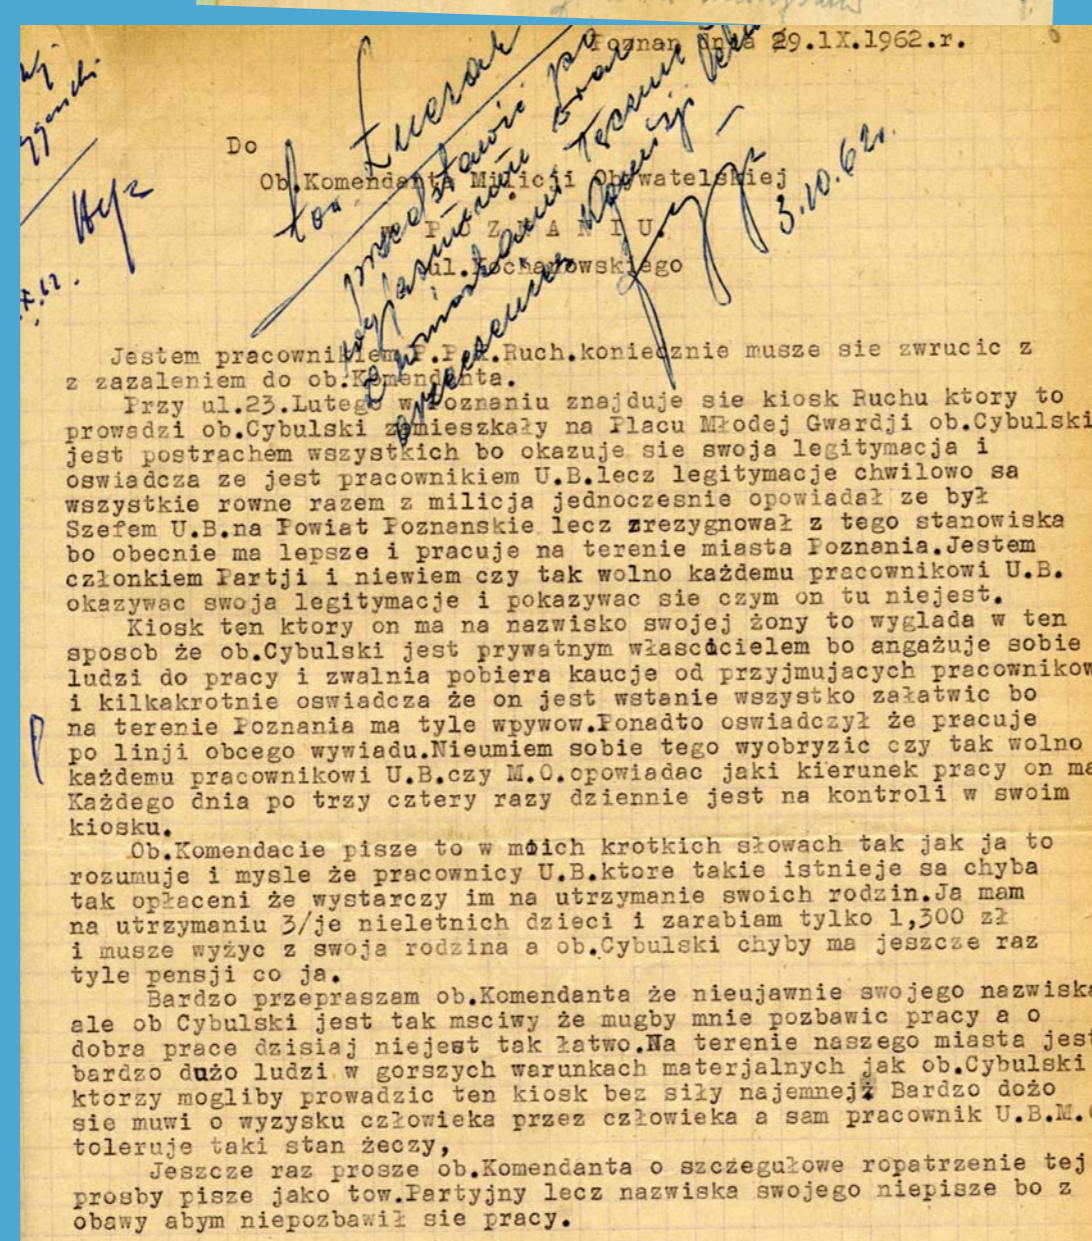 Poznan dnia 29.IX.1962.r.
Do
Ob.Komendanta Milicji Obywatelskiej
P O Z N A N I U.
ul.Kochanowskiego
3.10.62r.
Jestem pracownikiem P.P.K.Ruch.koniecznie musze sie zwrucic z
z zazaleniem do ob.Komendanta.
Przy ul.23.Lutego w Poznaniu znajduje sie kiosk Ruchu ktory to
prowadzi ob.Cybulski zamieszkały na Placu Młodej Gwardji ob.Cybulski
jest postrachem wszystkich bo okazuje sie swoja legitymacja i
oswiadcza ze jest pracownikiem U.B.lecz legitymacje chwilowo sa
wszystkie rowne razem z milicja jednoczesnie opowiadał ze był
Szefem U.B.na Powiat Poznanskie lecz zrezygnował z tego stanowiska
bo obecnie ma lepsze i pracuje na terenie miasta Poznania.Jestem
członkiem Partji i niewiem czy tak wolno każdemu pracownikowi U.B.
okazywac swoja legitymacje i pokazywac sie czym on tu niejest.
Kiosk ten ktory on ma na nazwisko swojej żony to wyglada w ten
sposob że ob.Cybulski jest prywatnym włascicielem bo angażuje sobie
ludzi do pracy i zwalnia pobiera kaucje od przyjmujacych pracownikow
i kilkakrotnie oswiadcza że on jest wstanie wszystko załatwic bo
na terenie Poznania ma tyle wpywow.Ponadto oswiadczył że pracuje
po linji obcego wywiadu.Nieumiem sobie tego wyobryzic czy tak wolno
każdemu pracownikowi U.B.czy M.O.opowiadac jaki kierunek pracy on ma
Każdego dnia po trzy cztery razy dziennie jest na kontroli w swoim
kiosku.
Ob.Komendacie pisze to w moich krotkich słowach tak jak ja to
rozumuje i mysle że pracownicy U.B.ktore takie istnieje sa chyba
tak opłaceni że wystarczy im na utrzymanie swoich rodzin.Ja mam
na utrzymaniu 3/je nieletnich dzieci i zarabiam tylko 1,300 zł
i musze wyżyc z swoja rodzina a ob.Cybulski chyby ma jeszcze raz
tyle pensji co ja.
Bardzo przepraszam ob.Komendanta że nieujawnie swojego nazwiska
ale ob Cybulski jest tak msciwy że mugby mnie pozbawic pracy a o
dobra prace dzisiaj niejest tak łatwo.Na terenie naszego miasta jest
bardzo dużo ludzi w gorszych warunkach materjalnych jak ob.Cybulski
ktorzy mogliby prowadzic ten kiosk bez siły najemnej Bardzo dożo
sie muwi o wyzysku człowieka przez człowieka a sam pracownik U.B.M.O
toleruje taki stan żeczy,
Jeszcze raz prosze ob.Komendanta o szczegułowe ropatrzenie tej
prosby pisze jako tow.Partyjny lecz nazwiska swojego niepisze bo z
obawy abym niepozbawił sie pracy.